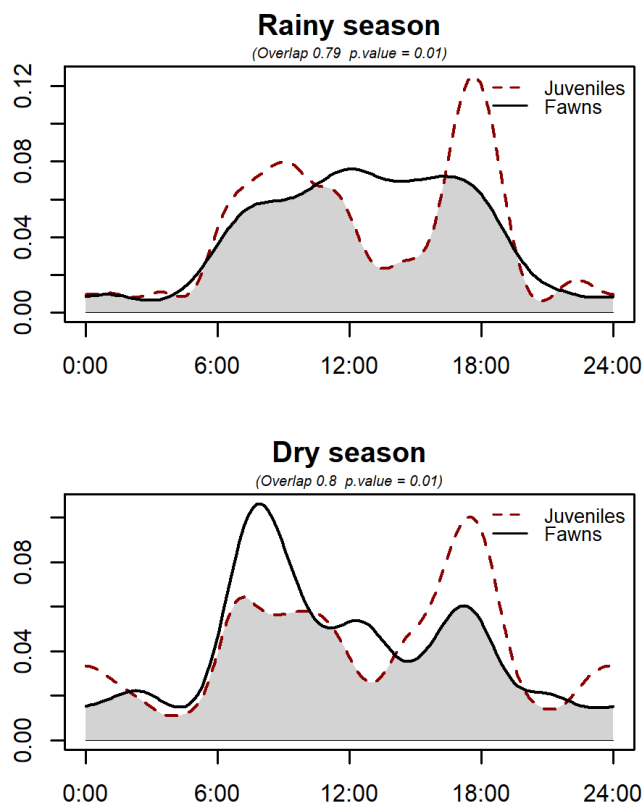 Rainy season
(Overlap 0.79 p.value = 0.01)
Juveniles
Fawns
0.12
0.08
0.04
0.00
0:00 6:00 12:00 18:00 24:00
Dry season
(Overlap 0.8 p.value = 0.01)
Juveniles
Fawns
0.08
0.04
0.00
0:00 6:00 12:00 18:00 24:00